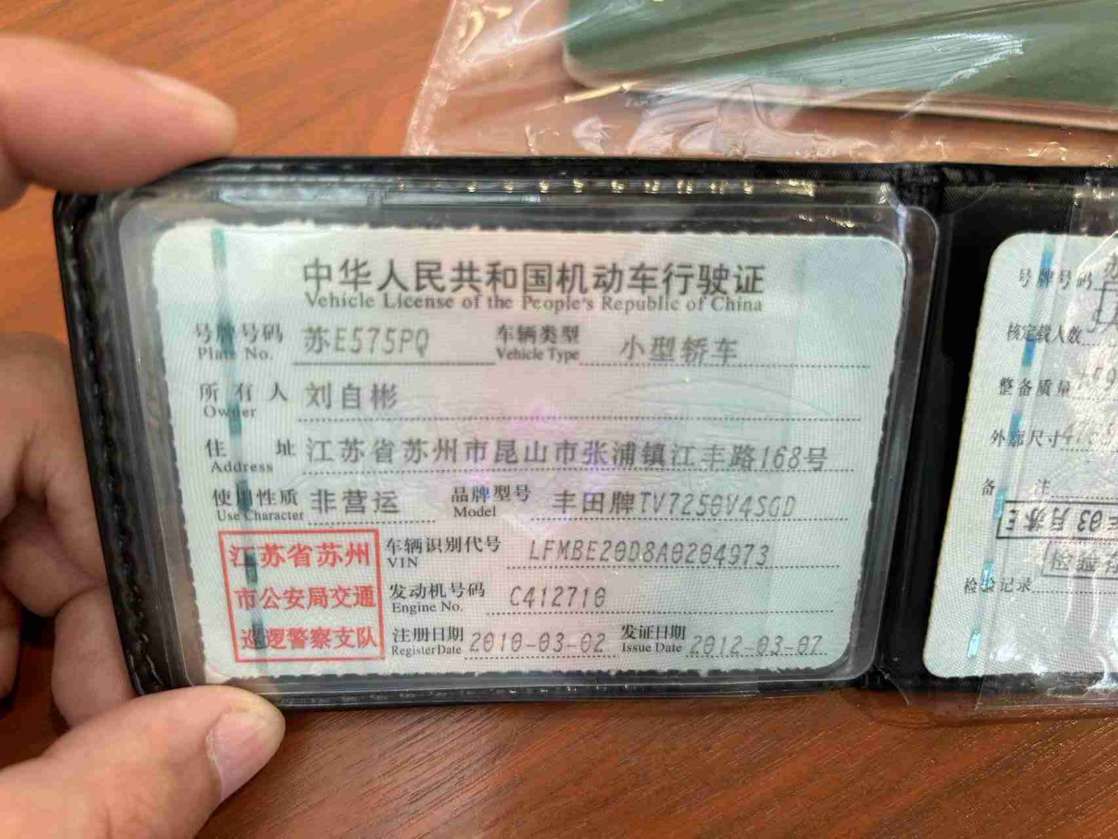 中华人民共和国机动车行驶证
Vehicle License of the People's Republic of China
号牌号码 苏E575PQ 车辆类型 小型轿车
Plate No. Vehicle Type
所有人 刘自彬
Owner
住址 江苏省苏州市昆山市张浦镇江丰路168号
Address
使用性质 非营运 品牌型号 丰田牌TV7250V4SGD
Use Character Model
江苏省苏州
市公安局交通
巡逻警察支队
车辆识别代号 LFMBE20D8A0204973
VIN
发动机号码 C412710
Engine No.
注册日期 2010-03-02 发证日期 2012-03-07
Register Date Issue Date
号牌号码
核定载人数
整备质量
外廓尺寸
备注
检验记录